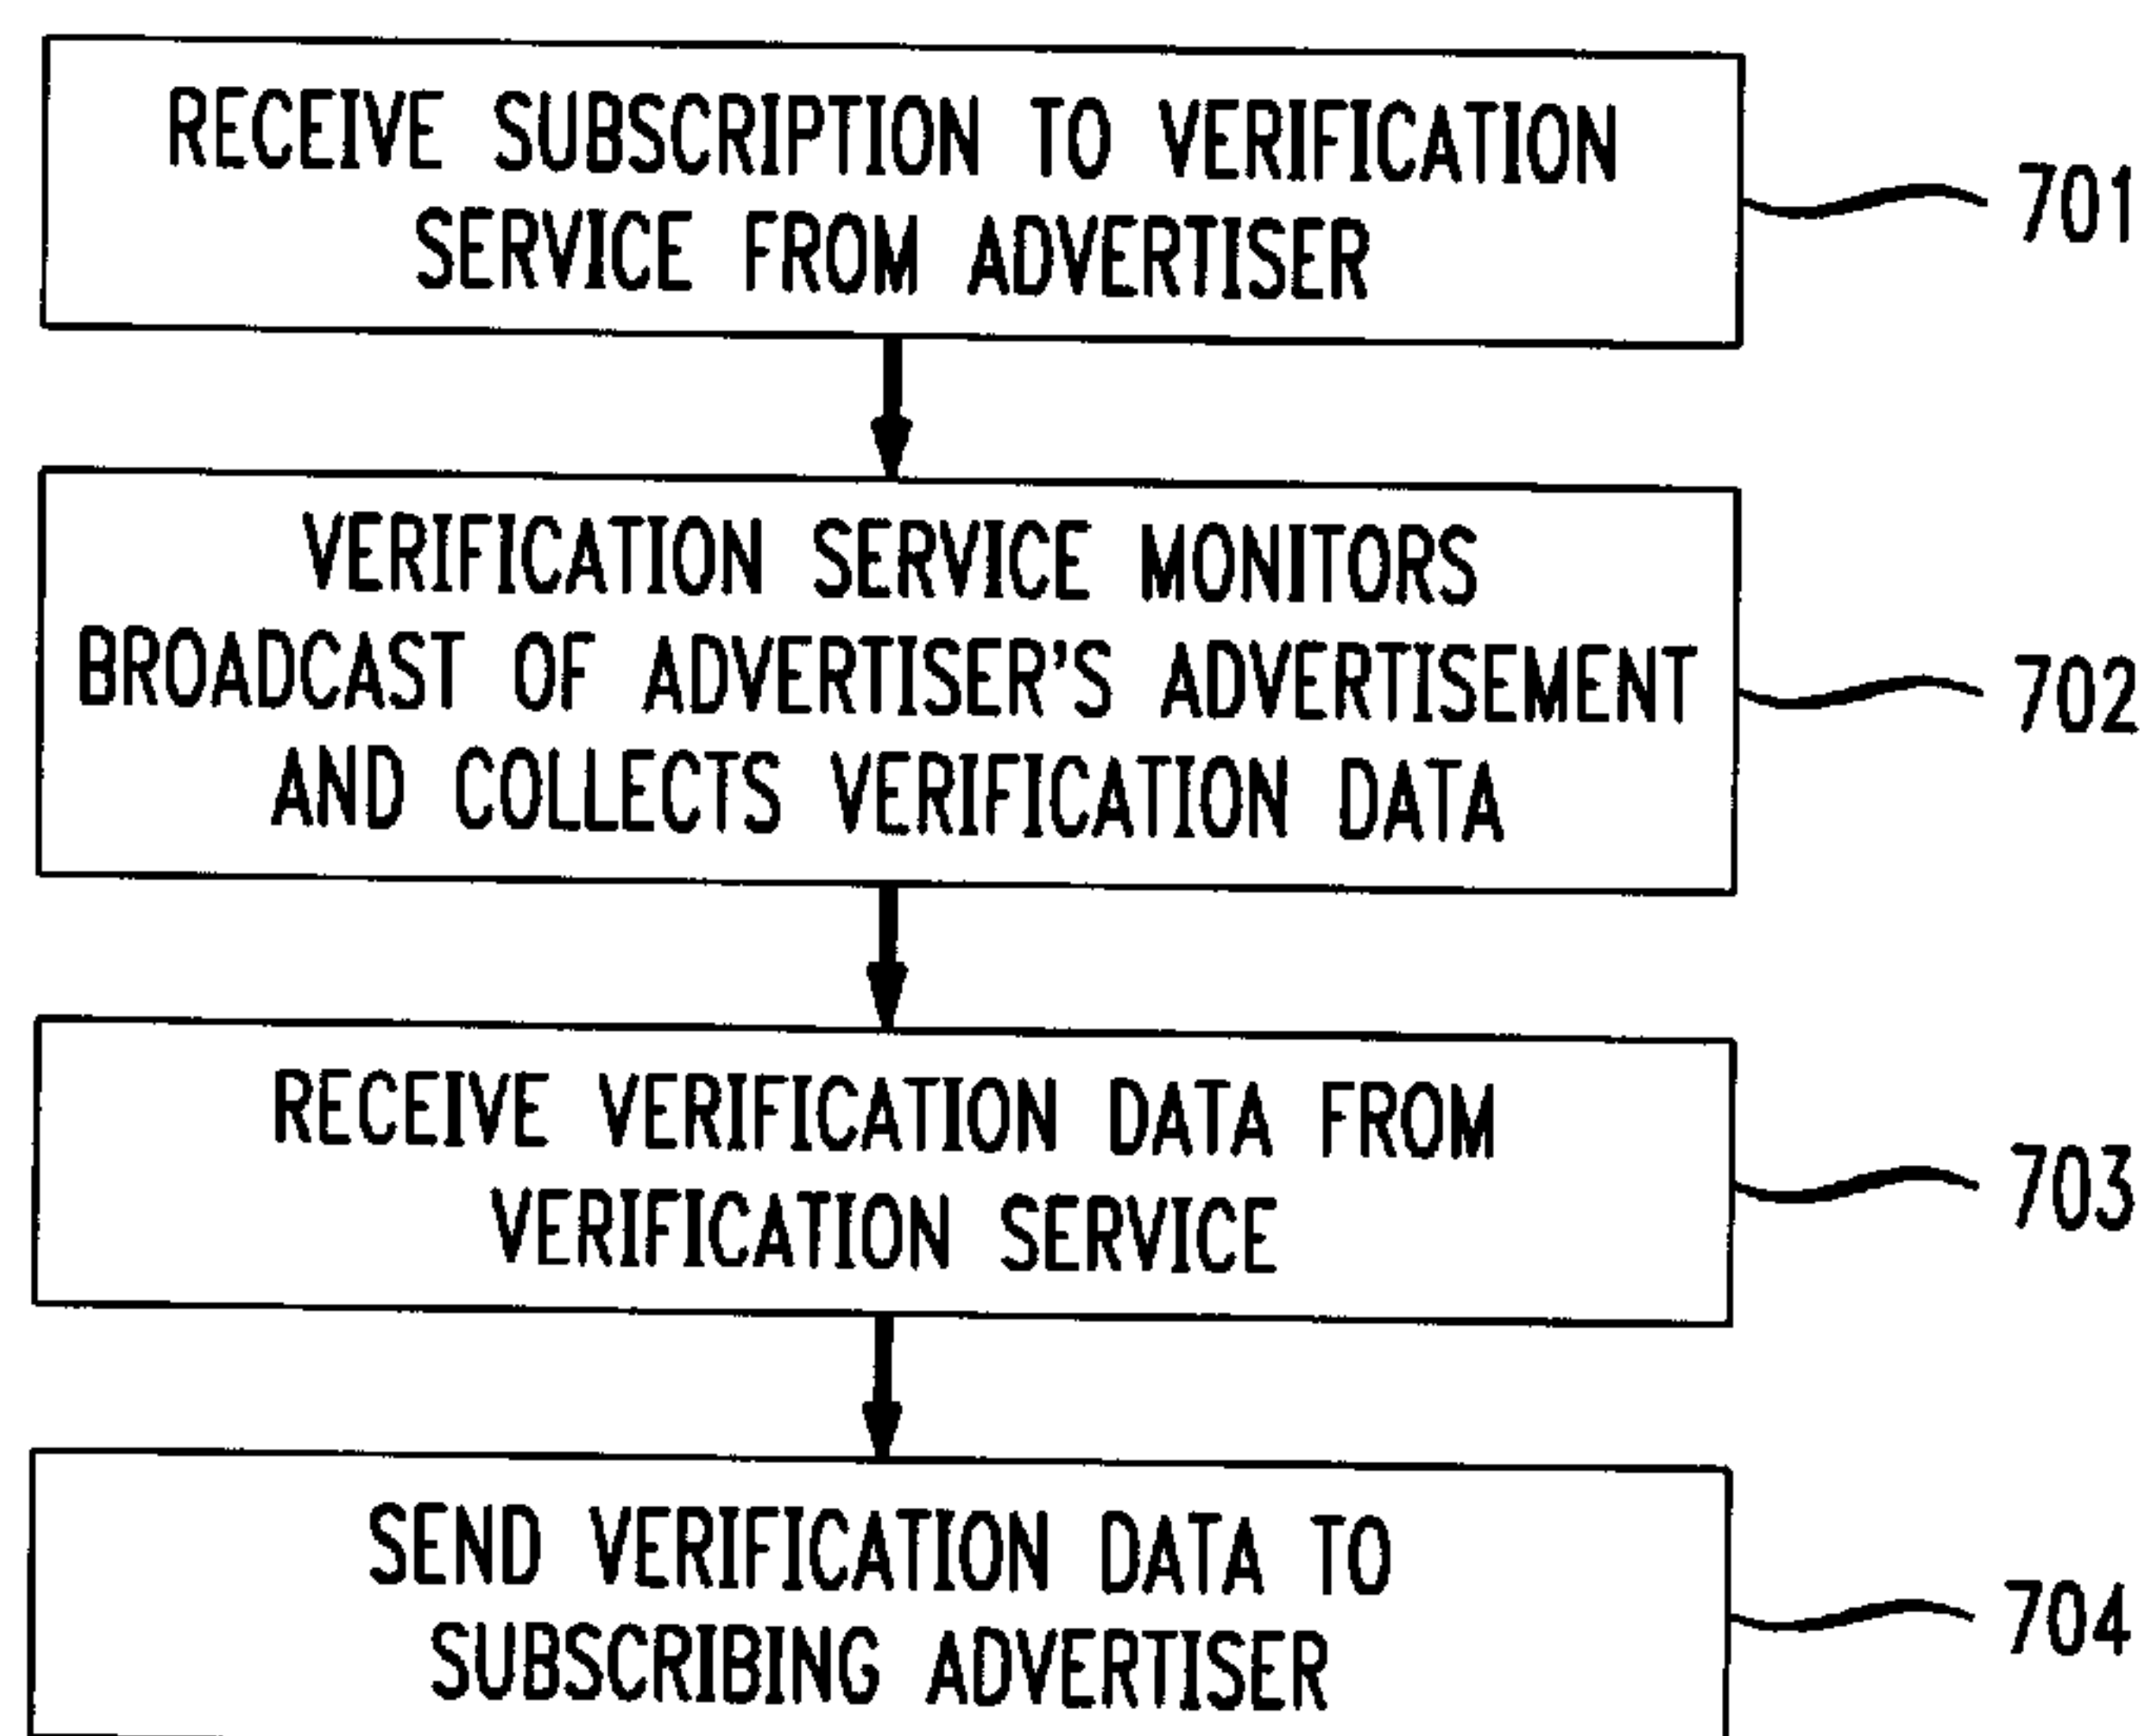 RECEIVE SUBSCRIPTION TO VERIFICATION
SERVICE FROM ADVERTISER
701
VERIFICATION SERVICE MONITORS
BROADCAST OF ADVERTISER'S ADVERTISEMENT
AND COLLECTS VERIFICATION DATA
702
RECEIVE VERIFICATION DATA FROM
VERIFICATION SERVICE
703
SEND VERIFICATION DATA TO
SUBSCRIBING ADVERTISER
704